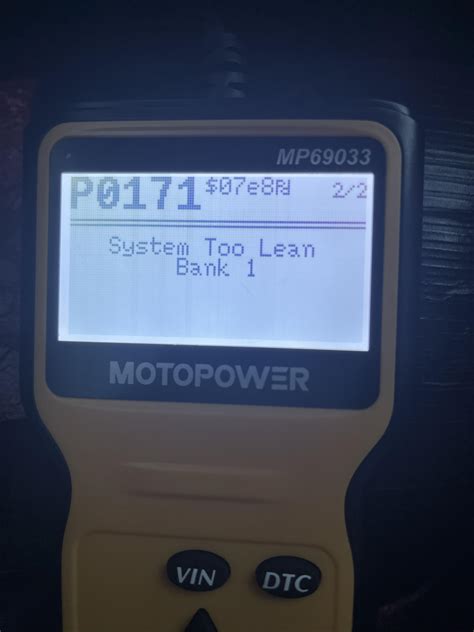 MP69033
P0171 $07e8 2/2
System Too Lean
Bank 1
MOTOPOWER
VIN DTC